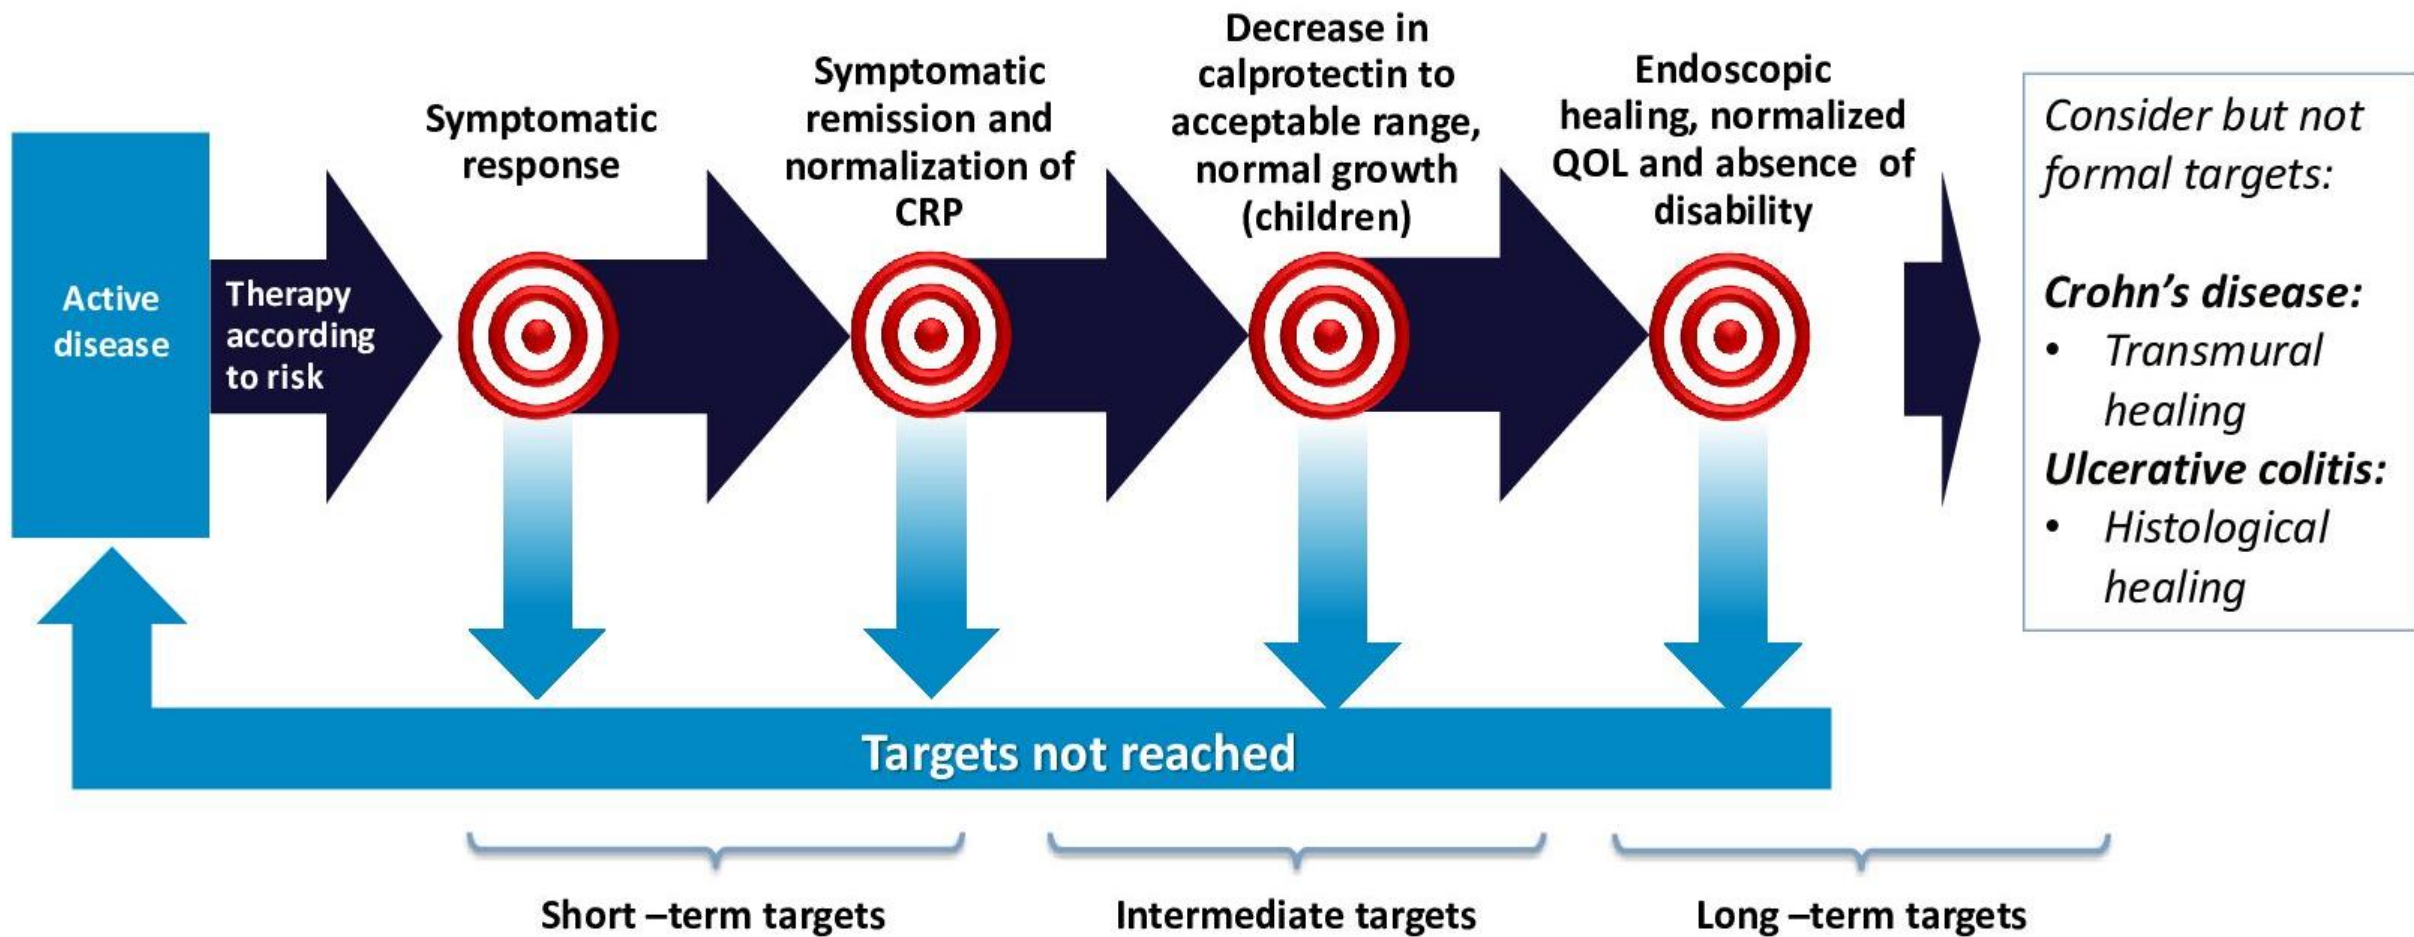 Active
disease
Therapy
according
to risk
Symptomatic
response
Symptomatic
remission and
normalization of
CRP
Decrease in
calprotectin to
acceptable range,
normal growth
(children)
Endoscopic
healing, normalized
QOL and absence of
disability
Consider but not
formal targets:
Crohn’s disease:
• Transmural
healing
Ulcerative colitis:
• Histological
healing
Targets not reached
Short –term targets
Intermediate targets
Long –term targets